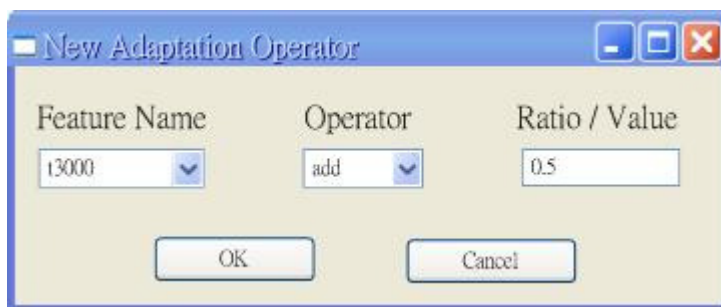 New Adaptation Operator
Feature Name Operator Ratio / Value
t3000 add 0.5
OK Cancel